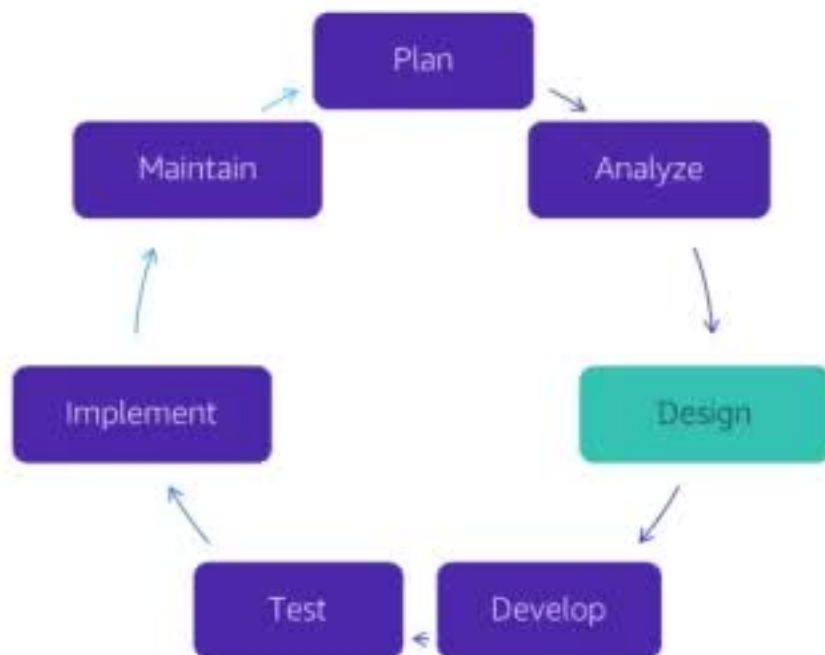 Plan
Analyze
Design
Develop
Test
Implement
Maintain